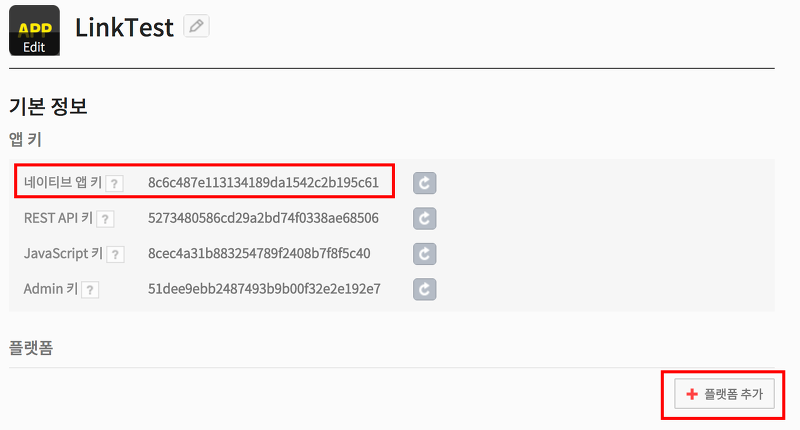 APP
Edit
LinkTest
기본 정보
앱 키
네이티브 앱 키 ? 8c6c487e113134189da1542c2b195c61
REST API 키 ? 5273480586cd29a2bd74f0338ae68506
JavaScript 키 ? 8cec4a31b883254789f2408b7f8f5c40
Admin 키 ? 51dee9ebb2487493b9b00f32e2e192e7
플랫폼
+ 플랫폼 추가